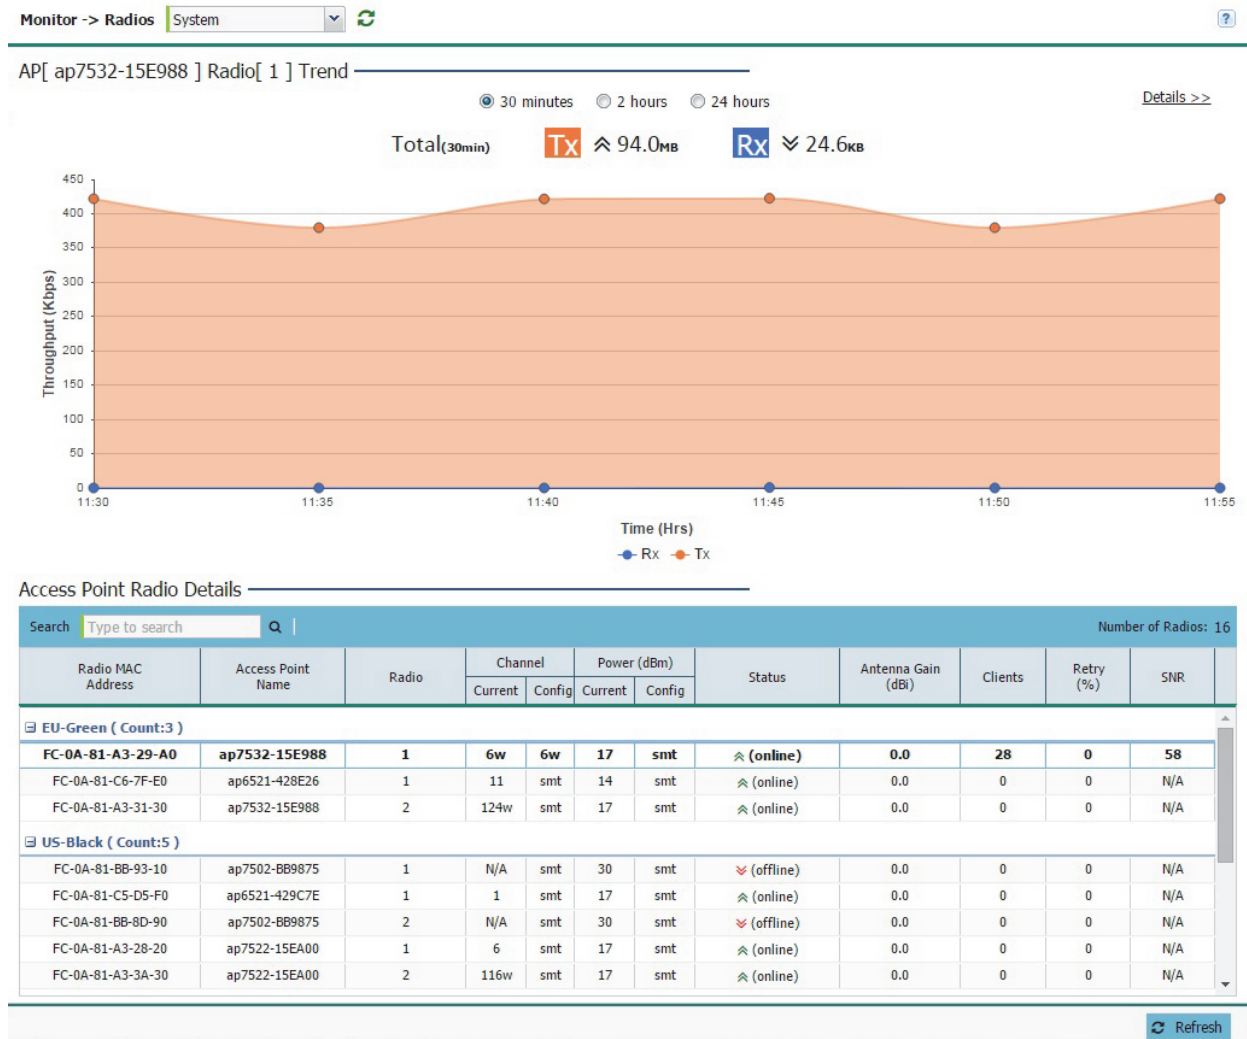 Monitor -> Radios System
?
AP[ ap7532-15E988 ] Radio[ 1 ] Trend
30 minutes 2 hours 24 hours Details >>
Total(30min) Tx 94.0MB Rx 24.6KB
450
400
350
300
250
200
150
100
50
0
Throughput (Kbps)
11:30 11:35 11:40 11:45 11:50 11:55
Time (Hrs)
Rx Tx
Access Point Radio Details
Search Type to search Number of Radios: 16
Radio MAC Address Access Point Name Radio Channel Power (dBm) Status Antenna Gain (dBi) Clients Retry (%) SNR
Current Config Current Config
EU-Green ( Count:3 )
FC-0A-81-A3-29-A0 ap7532-15E988 1 6w 6w 17 smt (online) 0.0 28 0 58
FC-0A-81-C6-7F-E0 ap6521-428E26 1 11 smt 14 smt (online) 0.0 0 0 N/A
FC-0A-81-A3-31-30 ap7532-15E988 2 124w smt 17 smt (online) 0.0 0 0 N/A
US-Black ( Count:5 )
FC-0A-81-BB-93-10 ap7502-BB9875 1 N/A smt 30 smt (offline) 0.0 0 0 N/A
FC-0A-81-C5-D5-F0 ap6521-429C7E 1 1 smt 17 smt (online) 0.0 0 0 N/A
FC-0A-81-BB-8D-90 ap7502-BB9875 2 N/A smt 30 smt (offline) 0.0 0 0 N/A
FC-0A-81-A3-28-20 ap7522-15EA00 1 6 smt 17 smt (online) 0.0 0 0 N/A
FC-0A-81-A3-3A-30 ap7522-15EA00 2 116w smt 17 smt (online) 0.0 0 0 N/A
Refresh